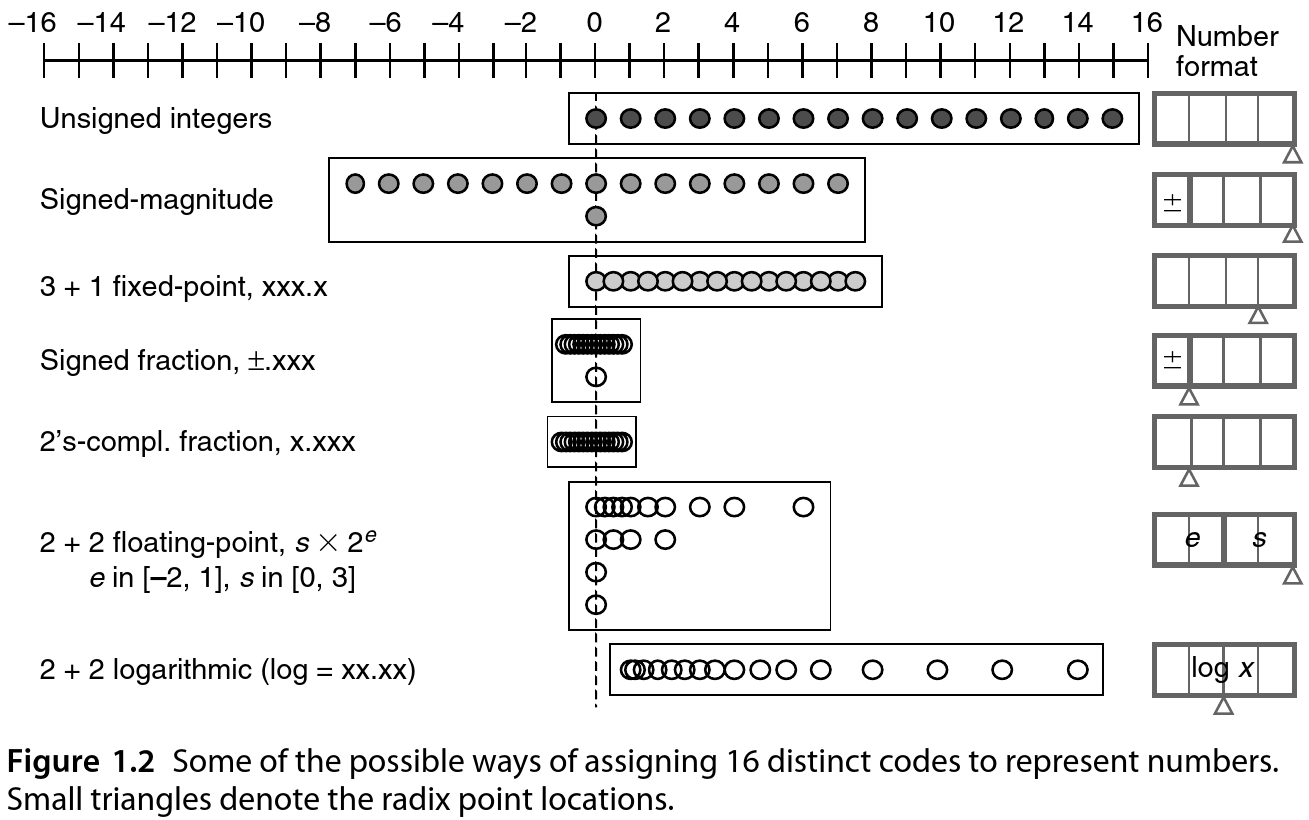 −16 −14 −12 −10 −8 −6 −4 −2 0 2 4 6 8 10 12 14 16
Number
format
Unsigned integers
Signed-magnitude
±
3 + 1 fixed-point, xxx.x
Signed fraction, ±.xxx
±
2’s-compl. fraction, x.xxx
2 + 2 floating-point, s × 2^e
e in [−2, 1], s in [0, 3]
e s
2 + 2 logarithmic (log = xx.xx)
log x
Figure 1.2 Some of the possible ways of assigning 16 distinct codes to represent numbers.
Small triangles denote the radix point locations.